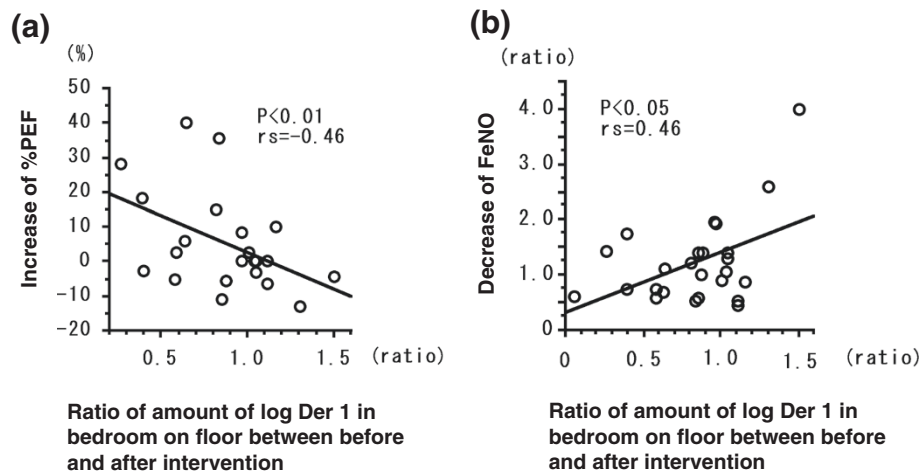 (a)
(%)
Increase of %PEF
50
40
30
20
10
0
-10
-20
P<0.01
rs=-0.46
0.5 1.0 1.5 (ratio)
Ratio of amount of log Der 1 in
bedroom on floor between before
and after intervention
(b)
(ratio)
Decrease of FeNO
4.0
3.0
2.0
1.0
0
P<0.05
rs=0.46
0 0.5 1.0 1.5 (ratio)
Ratio of amount of log Der 1 in
bedroom on floor between before
and after intervention